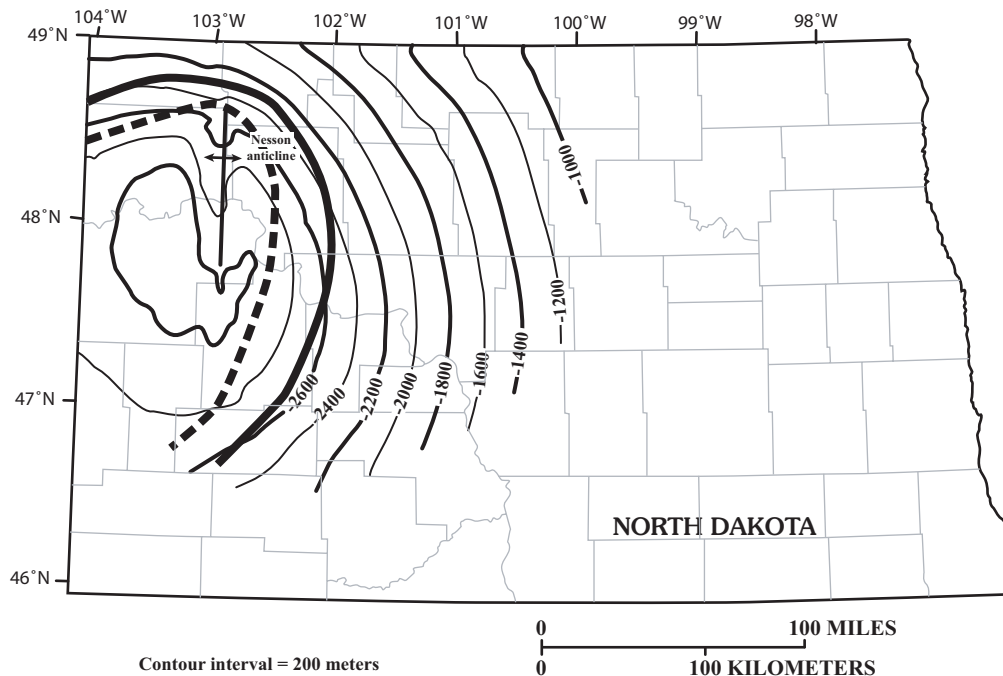 104˚W 103˚W 102˚W 101˚W 100˚W 99˚W 98˚W
49˚N
Nesson
anticline
-1000
48˚N
-1200
-1400
-1600
-1800
-2000
-2200
-2400
-2600
47˚N
NORTH DAKOTA
46˚N
0 100 MILES
Contour interval = 200 meters
0 100 KILOMETERS